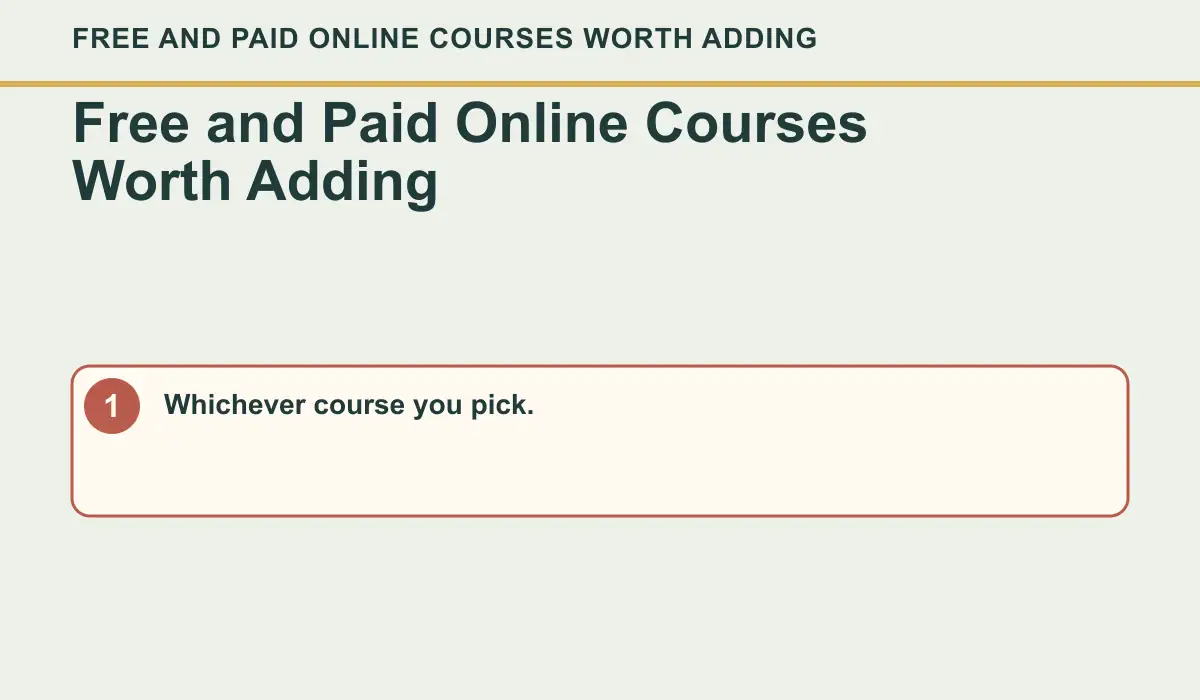 FREE AND PAID ONLINE COURSES WORTH ADDING
Free and Paid Online Courses
Worth Adding
1
Whichever course you pick.